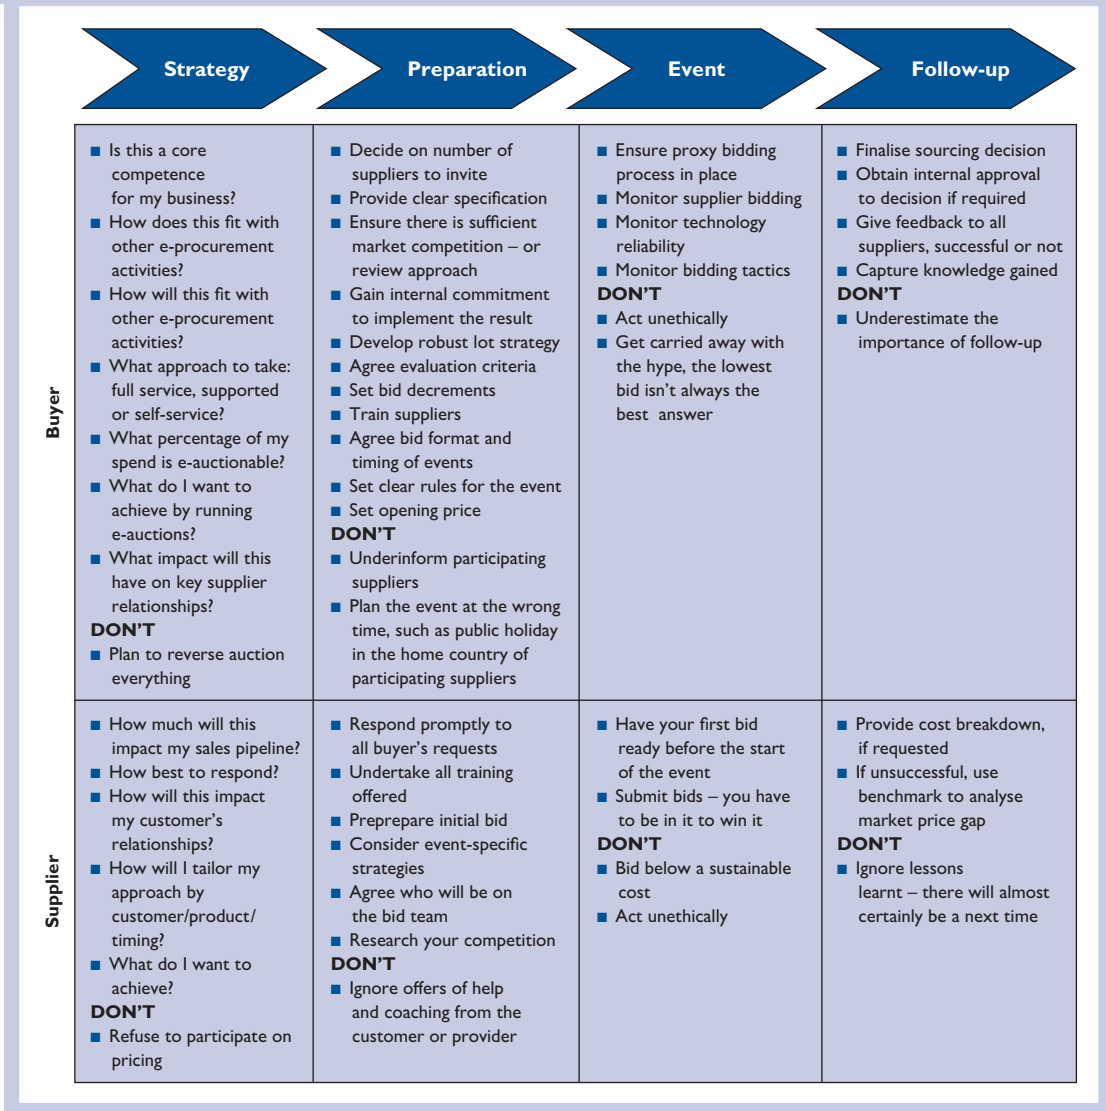 Strategy
Preparation
Event
Follow-up
Buyer
■ Is this a core
competence
for my business?
■ How does this fit with
other e-procurement
activities?
■ How will this fit with
other e-procurement
activities?
■ What approach to take:
full service, supported
or self-service?
■ What percentage of my
spend is e-auctionable?
■ What do I want to
achieve by running
e-auctions?
■ What impact will this
have on key supplier
relationships?
DON'T
■ Plan to reverse auction
everything
■ Decide on number of
suppliers to invite
■ Provide clear specification
■ Ensure there is sufficient
market competition – or
review approach
■ Gain internal commitment
to implement the result
■ Develop robust lot strategy
■ Agree evaluation criteria
■ Set bid decrements
■ Train suppliers
■ Agree bid format and
timing of events
■ Set clear rules for the event
■ Set opening price
DON'T
■ Underinform participating
suppliers
■ Plan the event at the wrong
time, such as public holiday
in the home country of
participating suppliers
■ Ensure proxy bidding
process in place
■ Monitor supplier bidding
■ Monitor technology
reliability
■ Monitor bidding tactics
DON'T
■ Act unethically
■ Get carried away with
the hype, the lowest
bid isn't always the
best answer
■ Finalise sourcing decision
■ Obtain internal approval
to decision if required
■ Give feedback to all
suppliers, successful or not
■ Capture knowledge gained
DON'T
■ Underestimate the
importance of follow-up
Supplier
■ How much will this
impact my sales pipeline?
■ How best to respond?
■ How will this impact
my customer's
relationships?
■ How will I tailor my
approach by
customer/product/
timing?
■ What do I want to
achieve?
DON'T
■ Refuse to participate on
pricing
■ Respond promptly to
all buyer's requests
■ Undertake all training
offered
■ Preprepare initial bid
■ Consider event-specific
strategies
■ Agree who will be on
the bid team
■ Research your competition
DON'T
■ Ignore offers of help
and coaching from the
customer or provider
■ Have your first bid
ready before the start
of the event
■ Submit bids – you have
to be in it to win it
DON'T
■ Bid below a sustainable
cost
■ Act unethically
■ Provide cost breakdown,
if requested
■ If unsuccessful, use
benchmark to analyse
market price gap
DON'T
■ Ignore lessons
learnt – there will almost
certainly be a next time